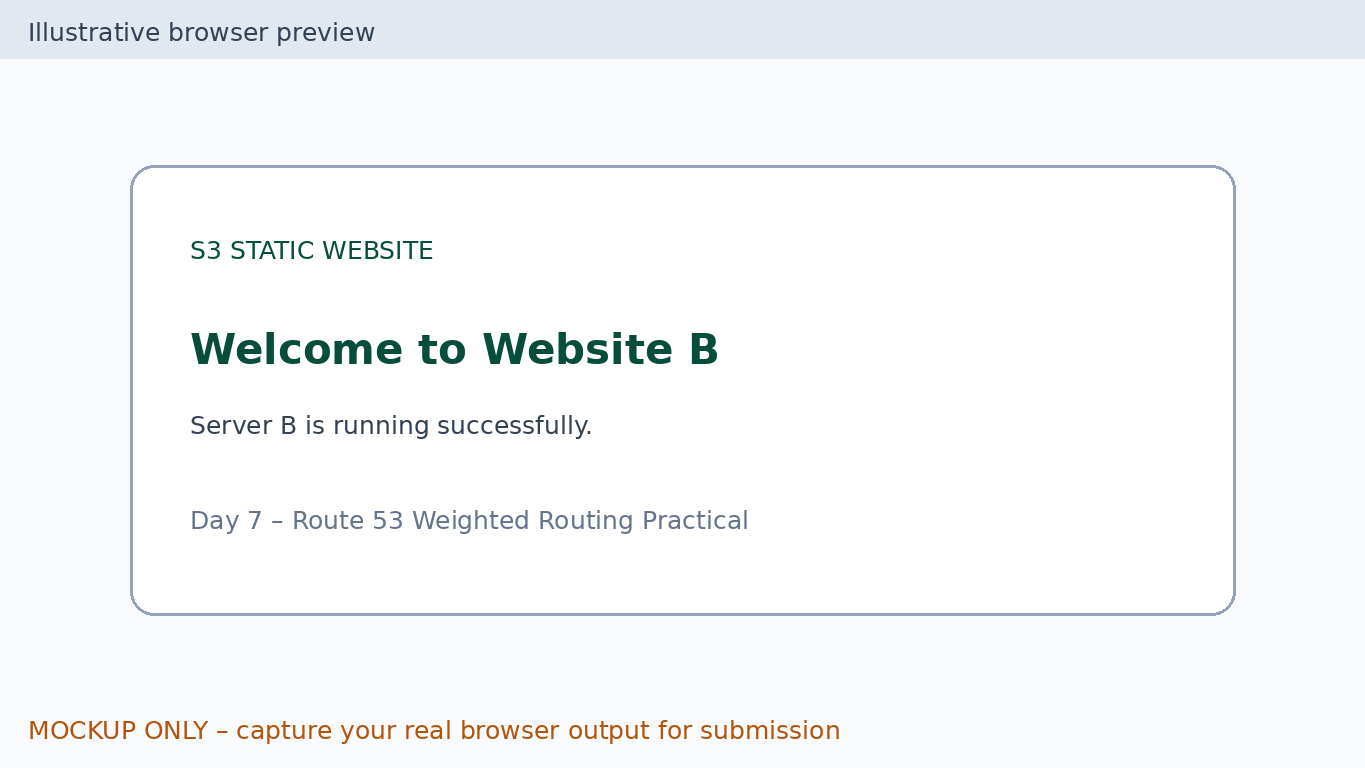 Illustrative browser preview
S3 STATIC WEBSITE
Welcome to Website B
Server B is running successfully.
Day 7 – Route 53 Weighted Routing Practical
MOCKUP ONLY – capture your real browser output for submission